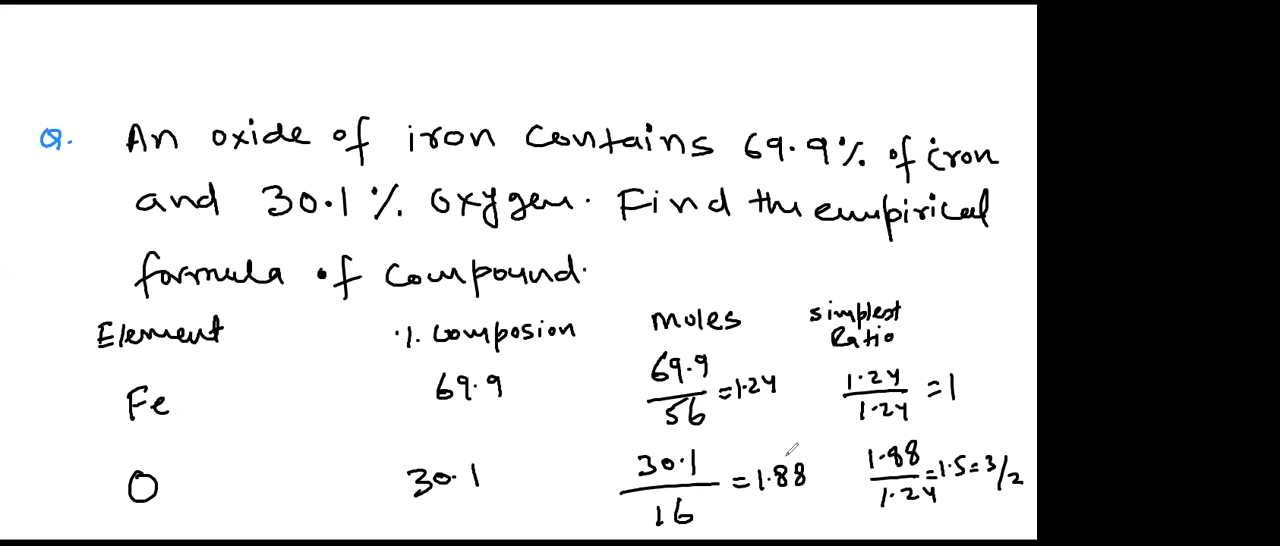 Q. An oxide of iron contains 69.9% of iron
and 30.1% oxygen. Find the empirical
formula of compound.
Element %. composion moles simplest Ratio
Fe 69.9 69.9/56 = 1.24 1.24/1.24 = 1
O 30.1 30.1/16 = 1.88 1.88/1.24 = 1.5 = 3/2